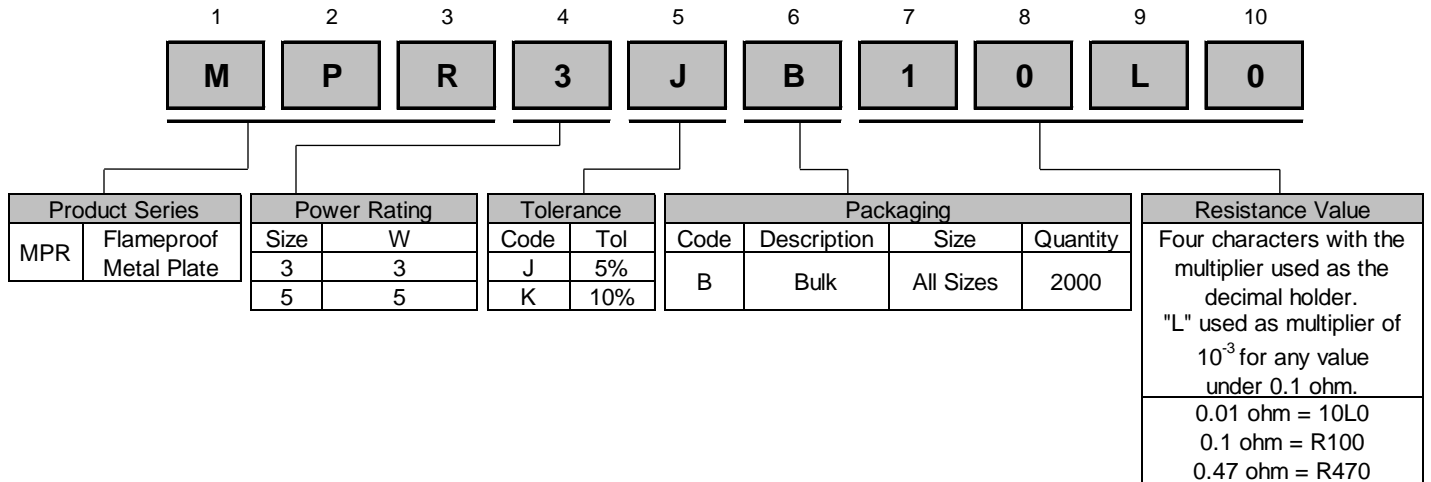 1 2 3 4 5 6 7 8 9 10
M P R 3 J B 1 0 L 0
Product Series
MPR Flameproof
Metal Plate
Power Rating
Size W
3 3
5 5
Tolerance
Code Tol
J 5%
K 10%
Packaging
Code Description Size Quantity
B Bulk All Sizes 2000
Resistance Value
Four characters with the
multiplier used as the
decimal holder.
"L" used as multiplier of
10⁻³ for any value
under 0.1 ohm.
0.01 ohm = 10L0
0.1 ohm = R100
0.47 ohm = R470